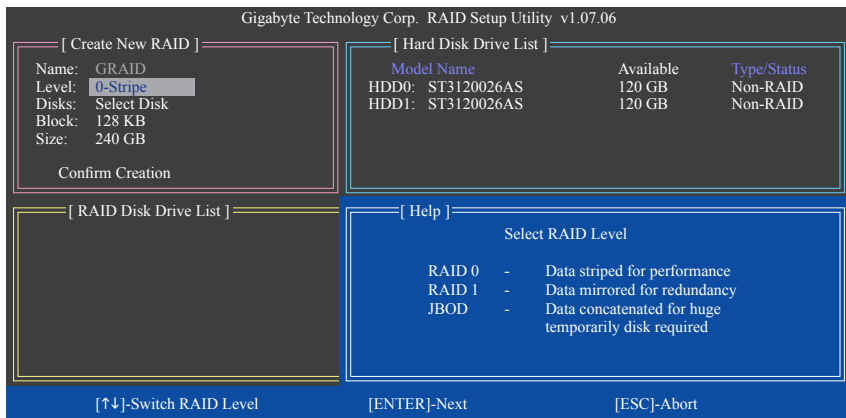 Gigabyte Technology Corp. RAID Setup Utility v1.07.06
[ Create New RAID ]
Name: GRAID
Level: 0-Stripe
Disks: Select Disk
Block: 128 KB
Size: 240 GB
Confirm Creation
[ Hard Disk Drive List ]
Model Name Available Type/Status
HDD0: ST3120026AS 120 GB Non-RAID
HDD1: ST3120026AS 120 GB Non-RAID
[ RAID Disk Drive List ]
[ Help ]
Select RAID Level
RAID 0 - Data striped for performance
RAID 1 - Data mirrored for redundancy
JBOD - Data concatenated for huge
temporarily disk required
[↑↓]-Switch RAID Level [ENTER]-Next [ESC]-Abort